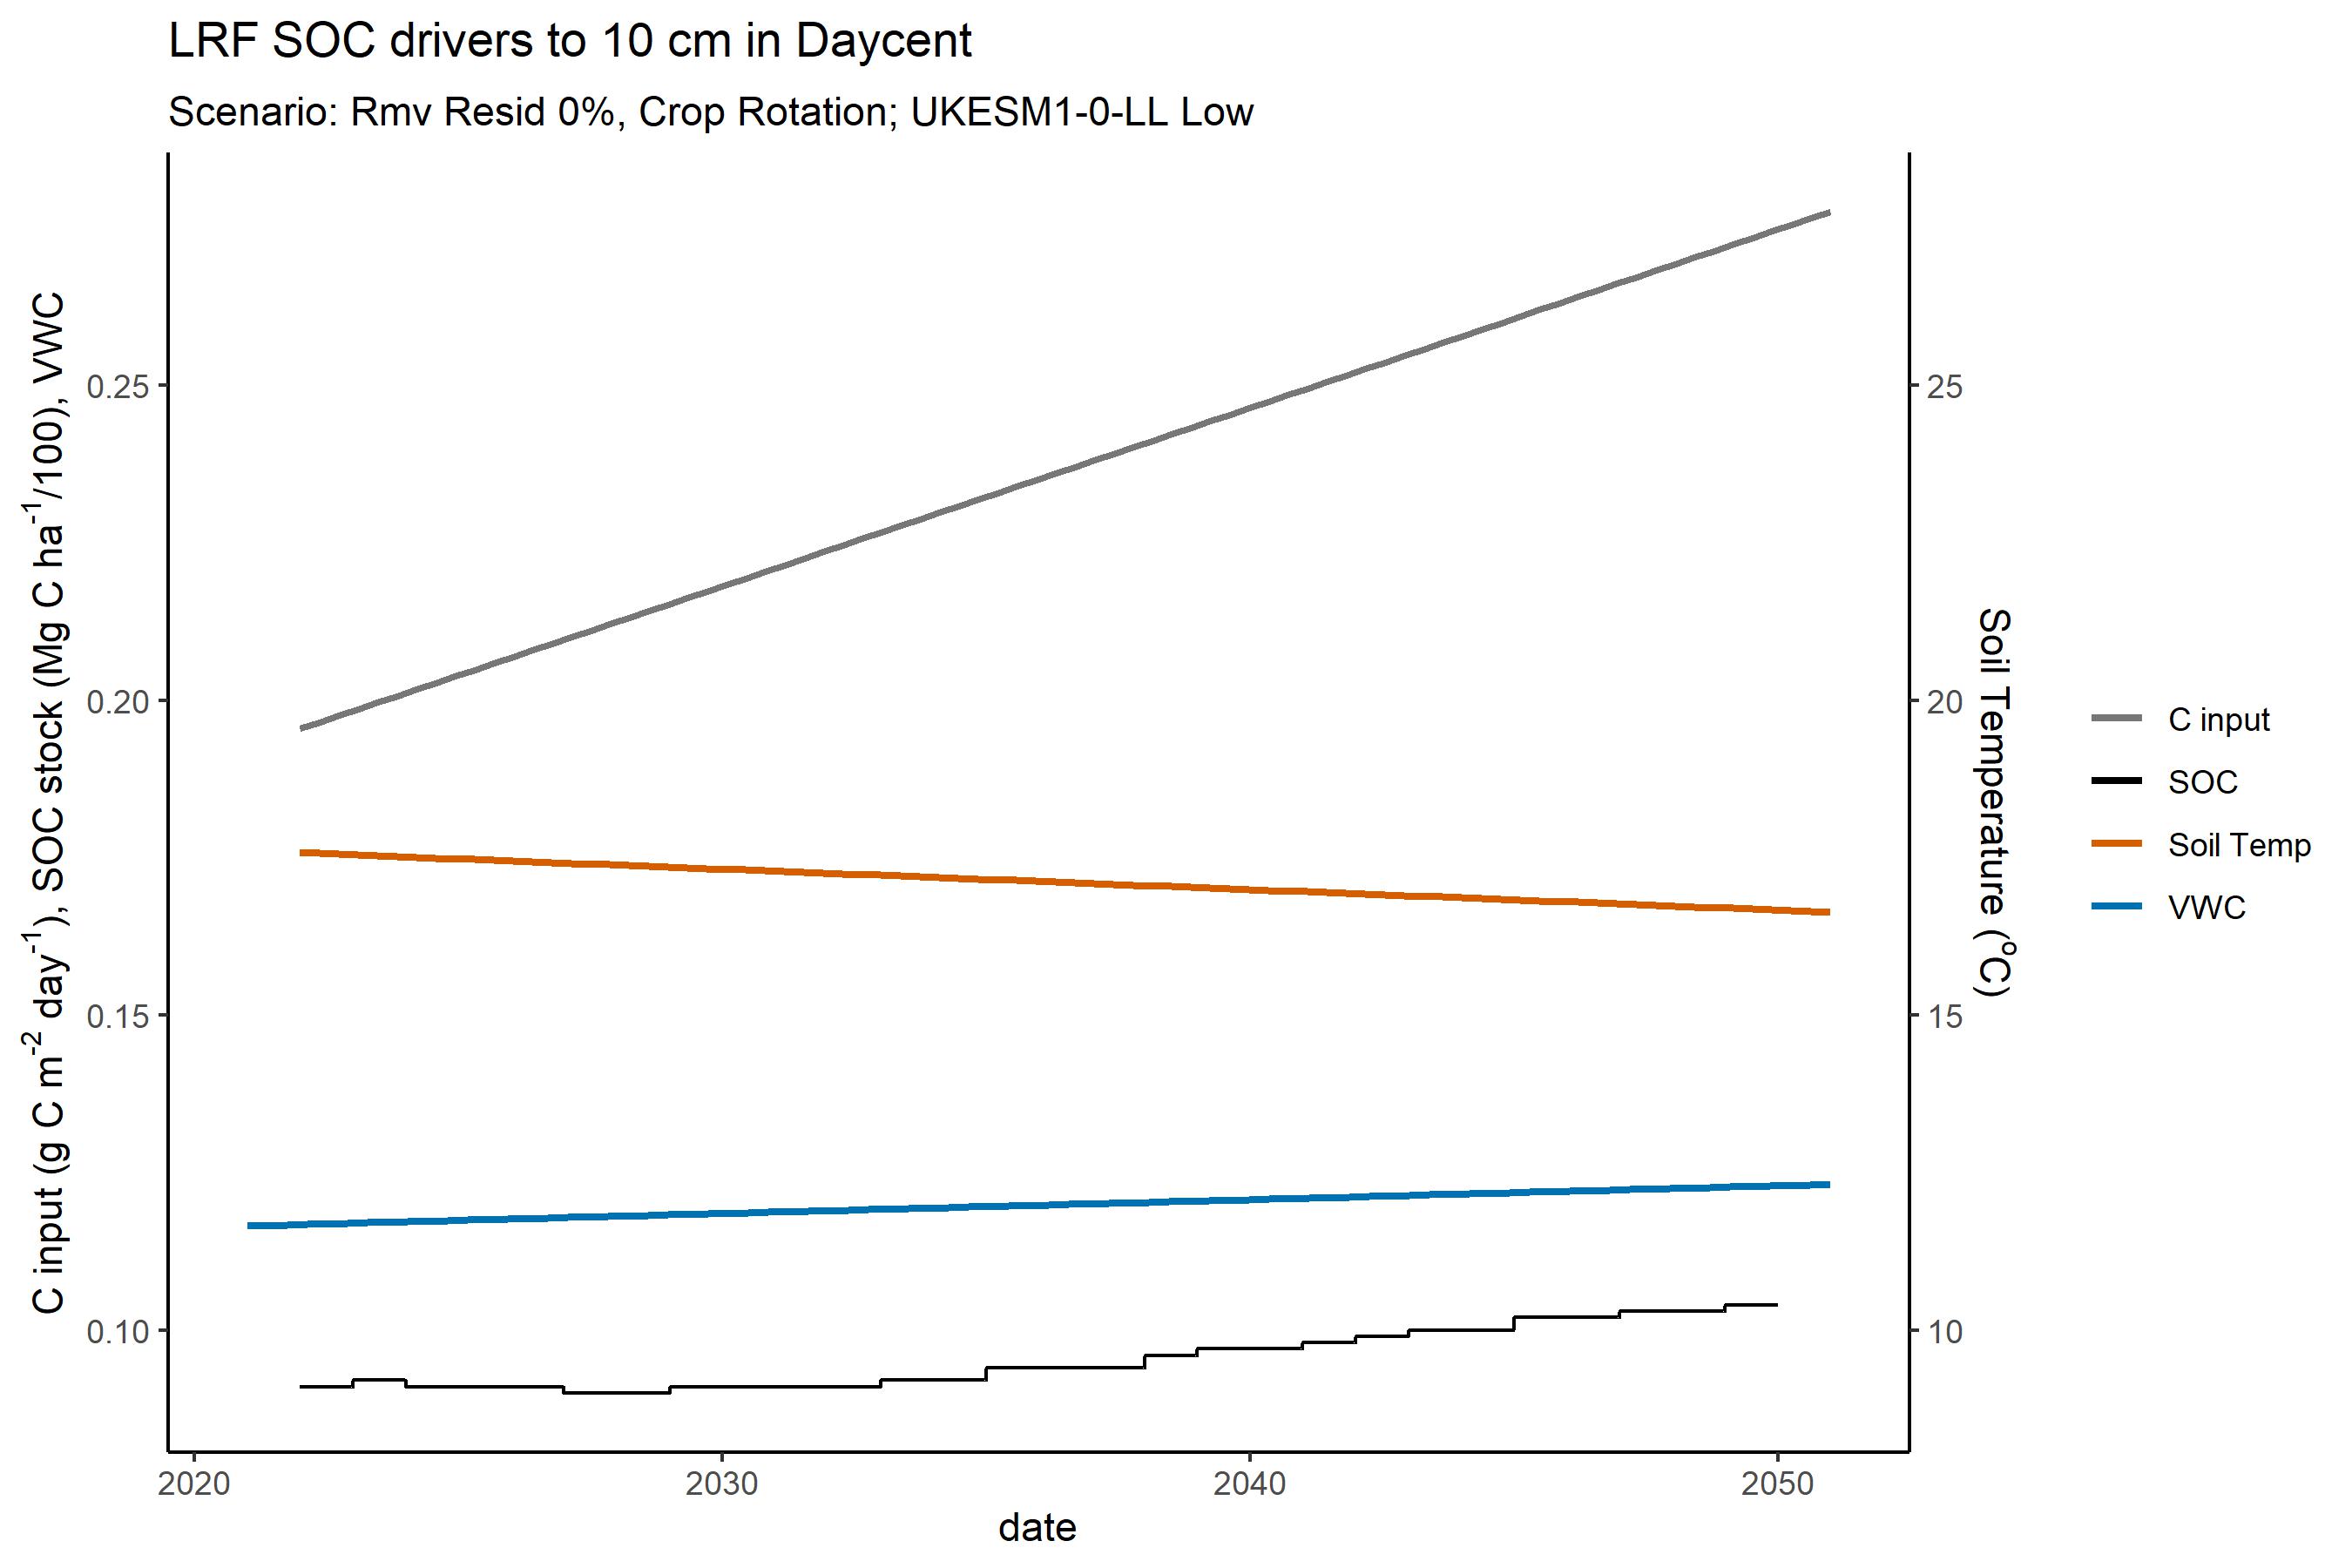 LRF SOC drivers to 10 cm in Daycent
Scenario: Rmv Resid 0%, Crop Rotation; UKESM1-0-LL Low
C input (g C m⁻² day⁻¹), SOC stock (Mg C ha⁻¹/100), VWC
0.25
0.20
0.15
0.10
25
20
15
10
Soil Temperature (°C)
C input
SOC
Soil Temp
VWC
2020
2030
2040
2050
date